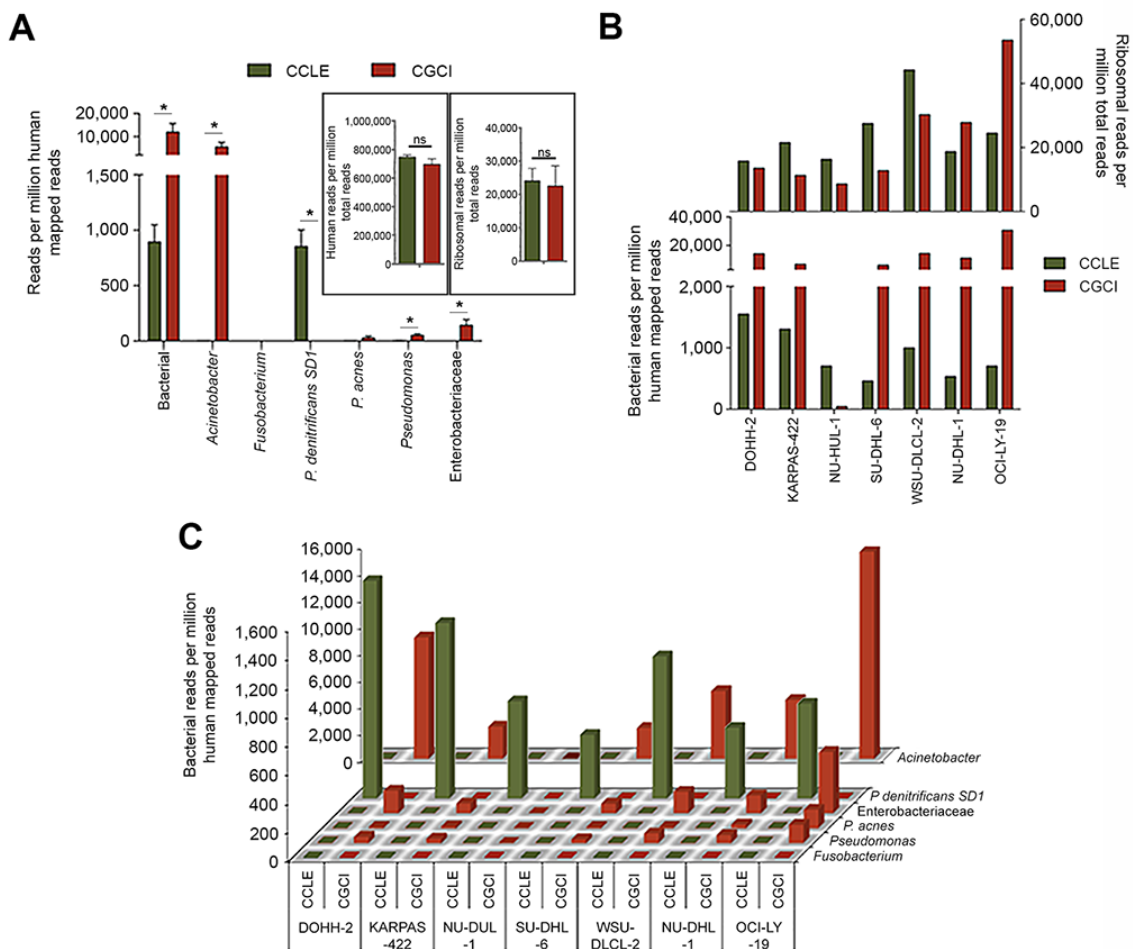 A
CCLE CGCI
Reads per million human
mapped reads
20,000
10,000
1,500
1,000
500
0
*
*
*
*
*
Human reads per million
total reads
1,000,000
800,000
600,000
400,000
200,000
0
ns
Ribosomal reads per million
total reads
40,000
30,000
20,000
10,000
0
ns
Bacterial
Acinetobacter
Fusobacterium
P. denitrificans SD1
P. acnes
Pseudomonas
Enterobacteriaceae
B
60,000
40,000
20,000
0
Ribosomal reads per
million total reads
Bacterial reads per million
human mapped reads
40,000
20,000
2,000
1,000
0
CCLE
CGCI
DOHH-2
KARPAS-422
NU-HUL-1
SU-DHL-6
WSU-DLCL-2
NU-DHL-1
OCI-LY-19
C
Bacterial reads per million
human mapped reads
16,000
14,000
12,000
10,000
8,000
6,000
4,000
2,000
0
1,600
1,400
1,200
1,000
800
600
400
200
0
Acinetobacter
P denitrificans SD1
Enterobacteriaceae
P. acnes
Pseudomonas
Fusobacterium
CCLE CGCI CCLE CGCI CCLE CGCI CCLE CGCI CCLE CGCI CCLE CGCI CCLE CGCI
DOHH-2 KARPAS NU-DUL SU-DHL WSU- NU-DHL OCI-LY
-422 -1 -6 DLCL-2 -1 -19